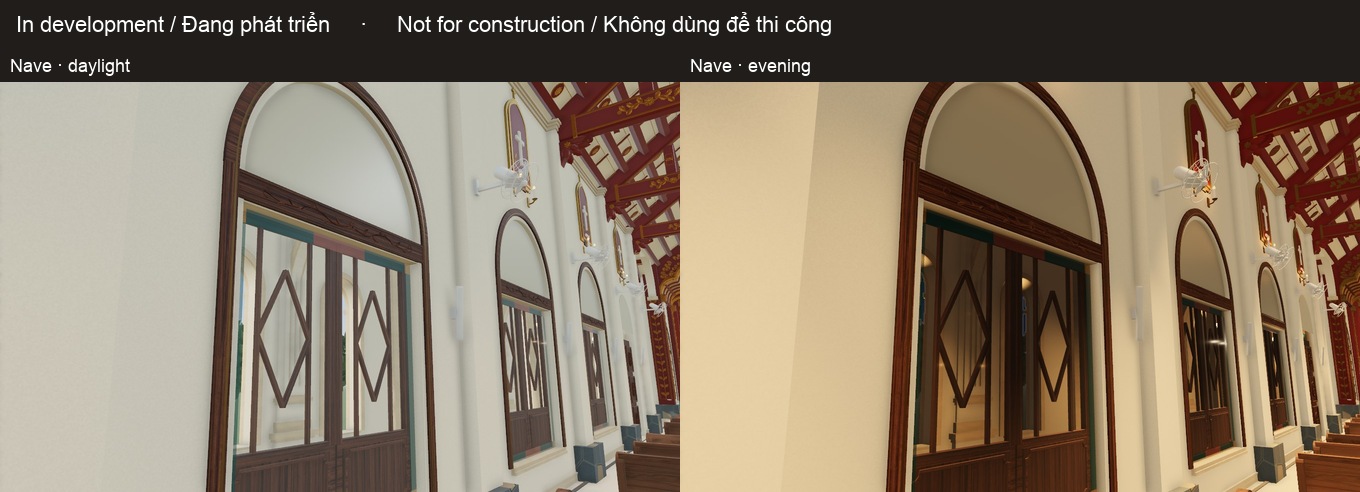 In development / Đang phát triển · Not for construction / Không dùng để thi công
Nave · daylight
Nave · evening